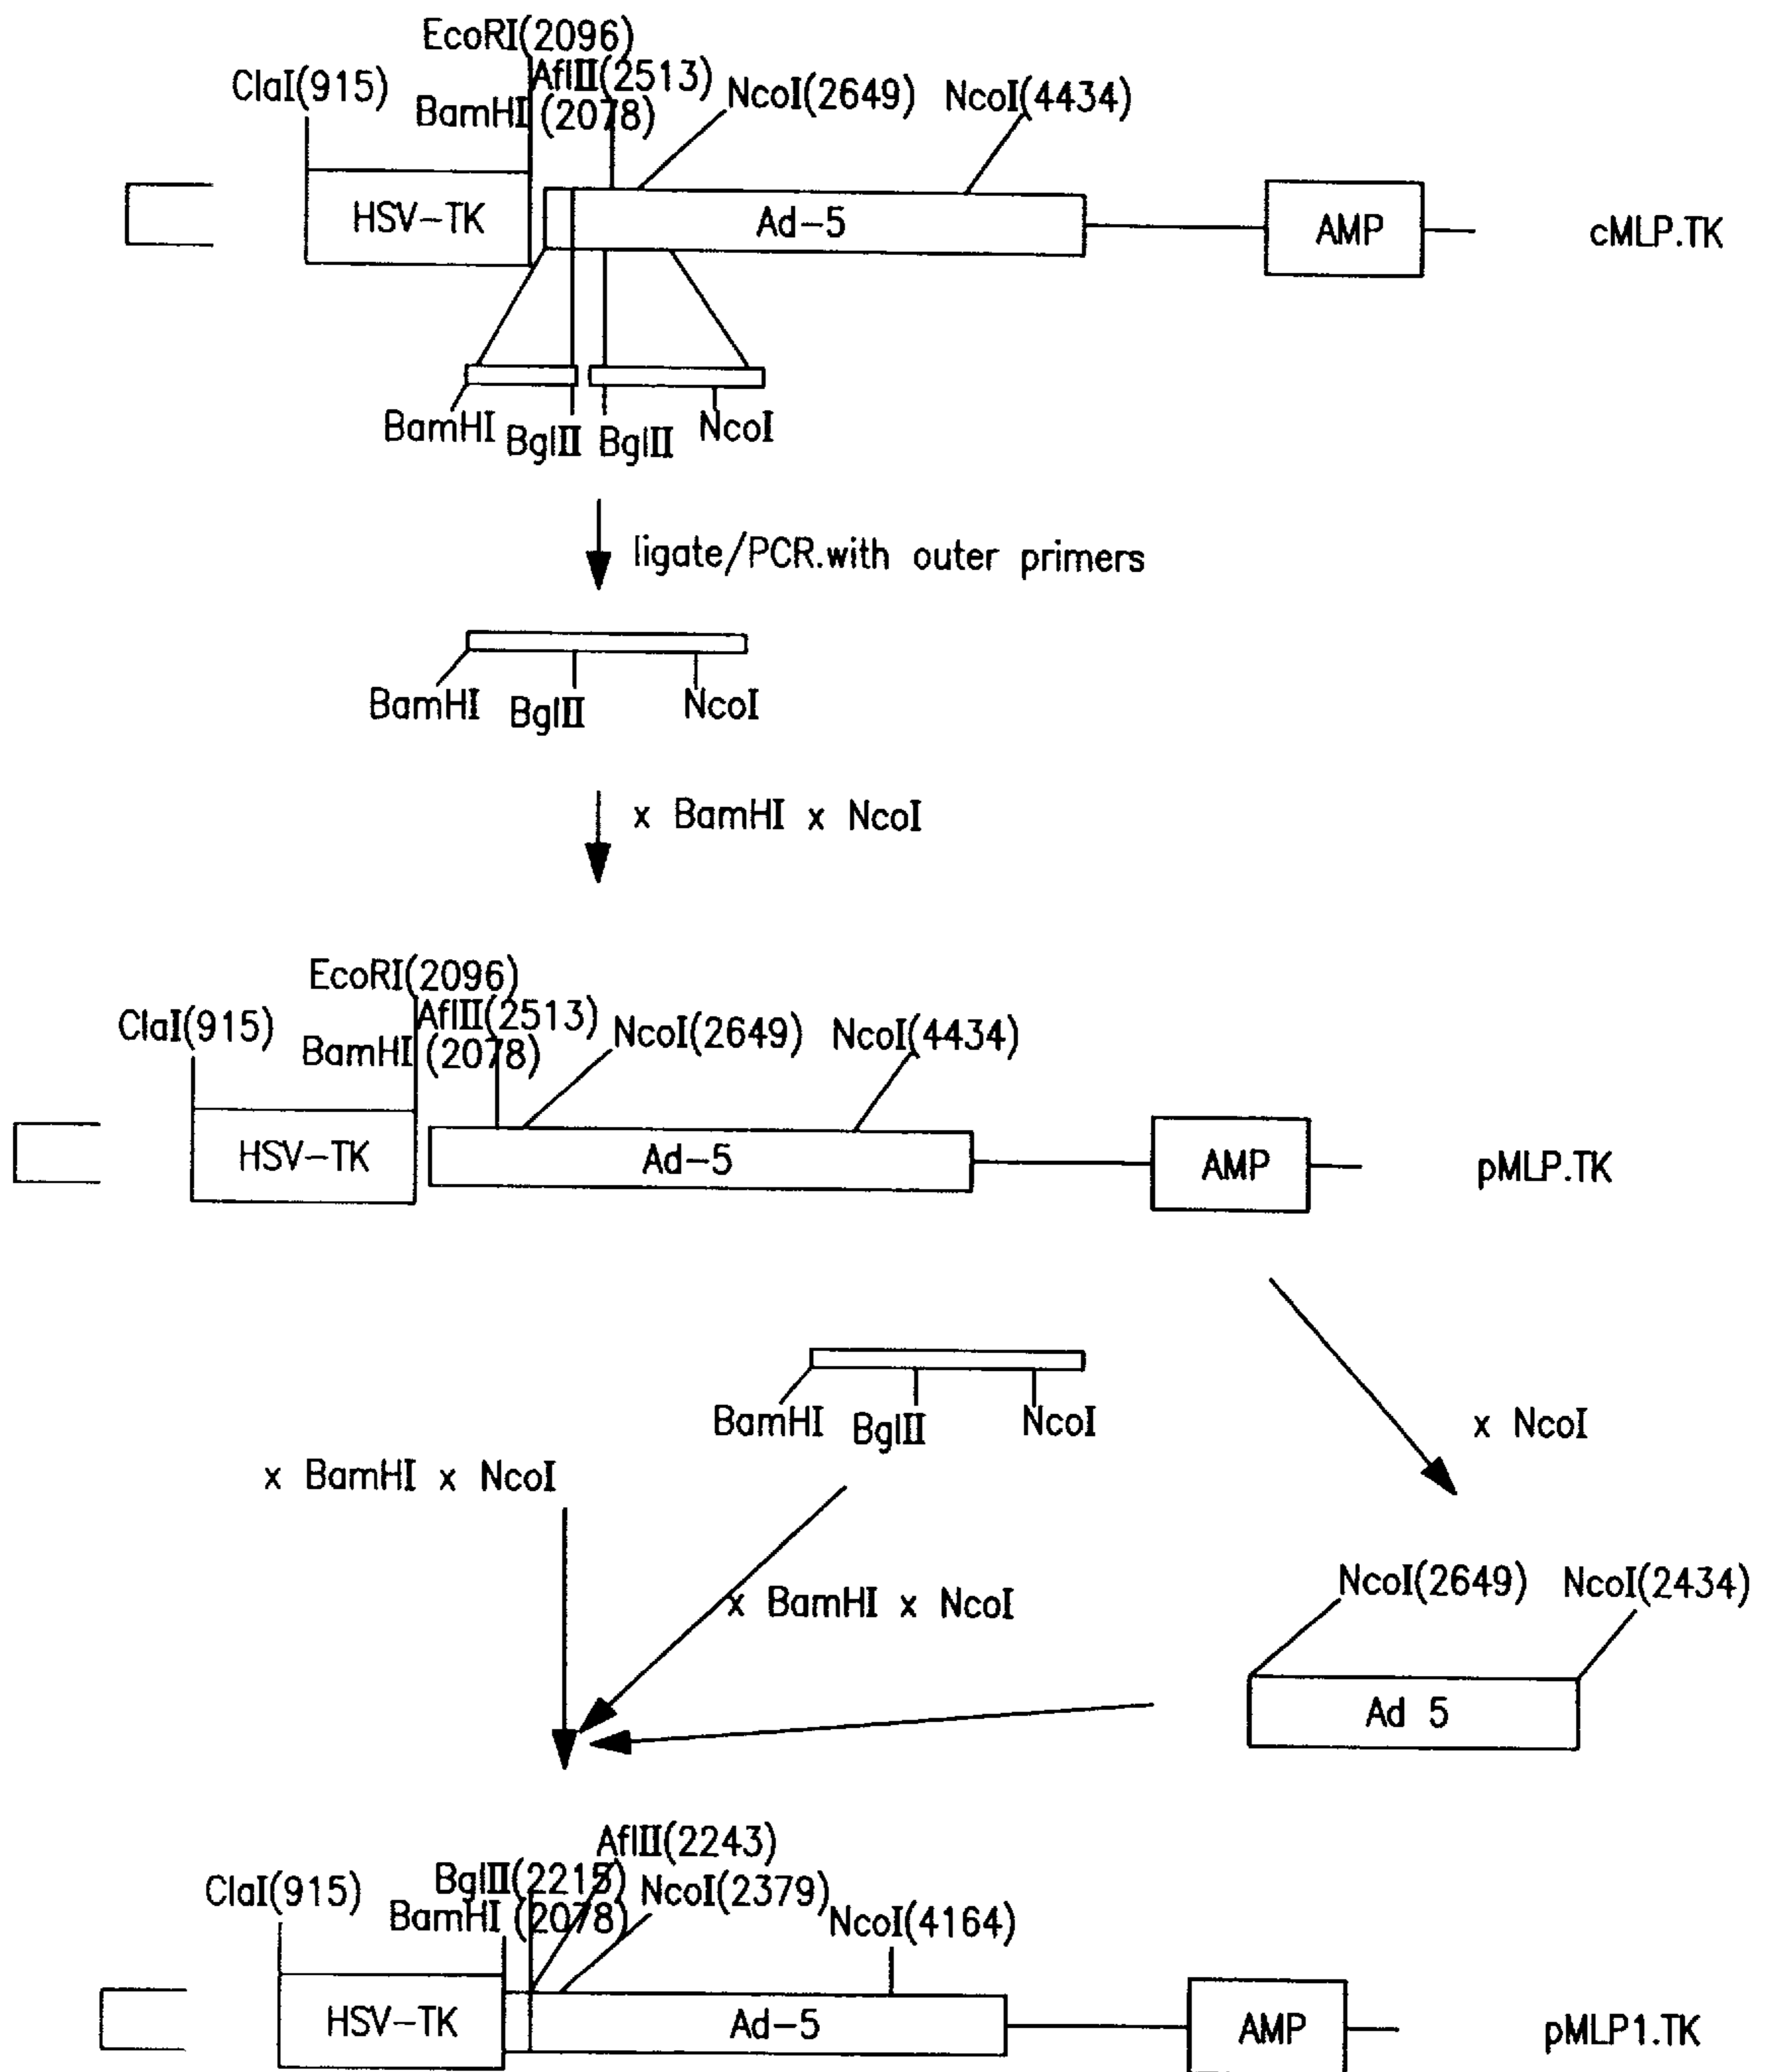 EcoRI(2096)
ClaI(915)
AflII(2513)
BamHI (2078)
NcoI(2649)
NcoI(4434)
HSV-TK
Ad-5
AMP
cMLP.TK
BamHI
BglII
BglII
NcoI
ligate/PCR.with outer primers
BamHI
BglII
NcoI
x BamHI x NcoI
EcoRI(2096)
ClaI(915)
AflII(2513)
BamHI (2078)
NcoI(2649)
NcoI(4434)
HSV-TK
Ad-5
AMP
pMLP.TK
BamHI
BglII
NcoI
x NcoI
x BamHI x NcoI
x BamHI x NcoI
NcoI(2649)
NcoI(2434)
Ad 5
AflII(2243)
BglII(2215)
ClaI(915)
BamHI (2078)
NcoI(2379)
NcoI(4164)
HSV-TK
Ad-5
AMP
pMLP1.TK